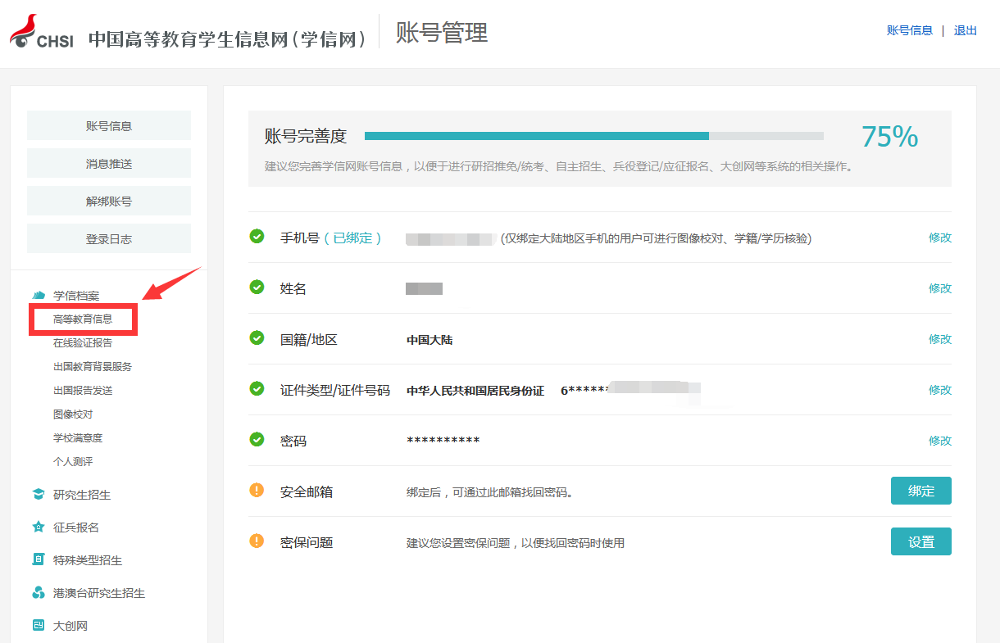 CHSI 中国高等教育学生信息网(学信网) 账号管理
账号信息 | 退出
账号信息
消息推送
解绑账号
登录日志
学信档案
高等教育信息
在线验证报告
出国教育背景服务
出国报告发送
图像校对
学校满意度
个人测评
研究生招生
征兵报名
特殊类型招生
港澳台研究生招生
大创网
账号完善度 75%
建议您完善学信网账号信息，以便于进行研招推免/统考、自主招生、兵役登记/应征报名、大创网等系统的相关操作。
手机号（已绑定） (仅绑定大陆地区手机的用户可进行图像校对、学籍/学历核验) 修改
姓名 修改
国籍/地区 中国大陆 修改
证件类型/证件号码 中华人民共和国居民身份证 6****** 修改
密码 ********** 修改
安全邮箱 绑定后，可通过此邮箱找回密码。 绑定
密保问题 建议您设置密保问题，以便找回密码时使用 设置